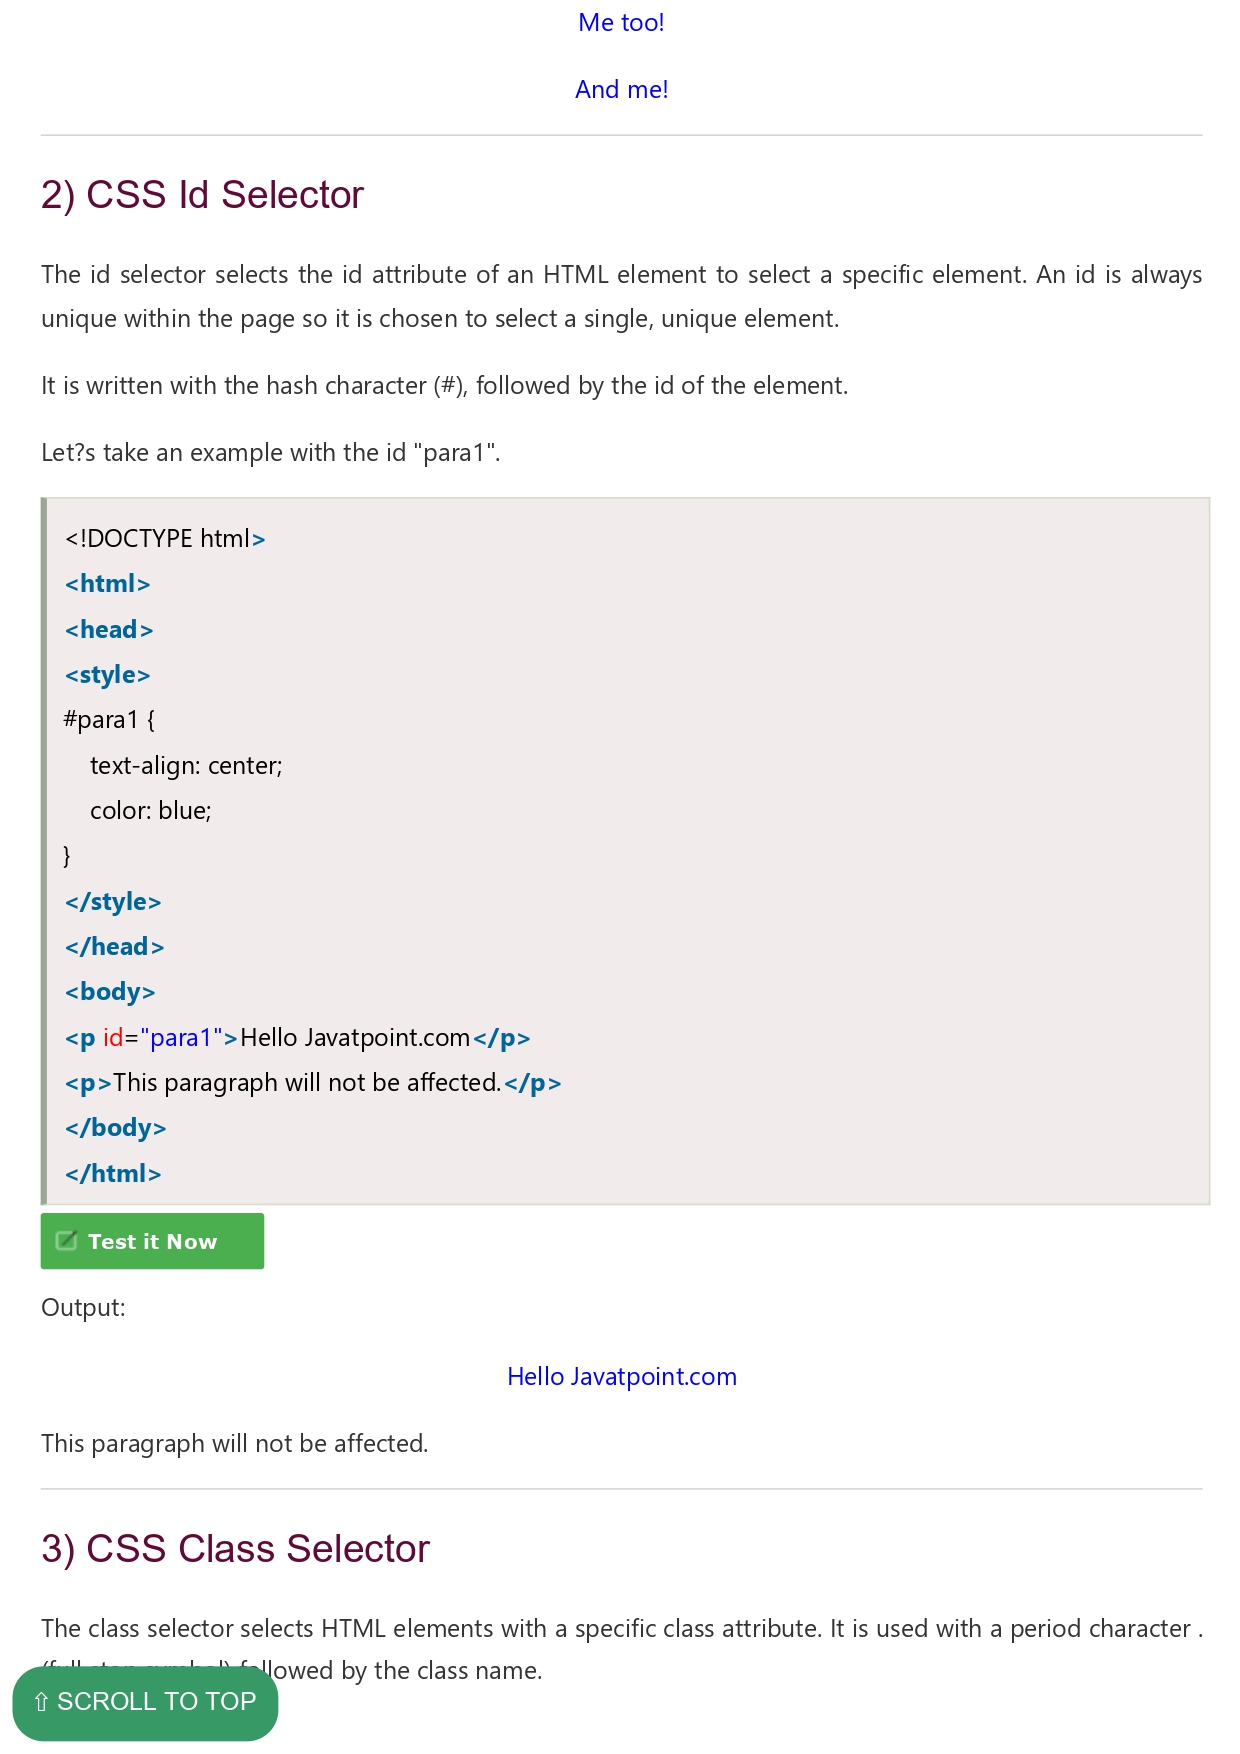 Me too!
And me!
2) CSS Id Selector
The id selector selects the id attribute of an HTML element to select a specific element. An id is always
unique within the page so it is chosen to select a single, unique element.
It is written with the hash character (#), followed by the id of the element.
Let?s take an example with the id "para1".
<!DOCTYPE html>
<html>
<head>
<style>
#para1 {
    text-align: center;
    color: blue;
}
</style>
</head>
<body>
<p id="para1">Hello Javatpoint.com</p>
<p>This paragraph will not be affected.</p>
</body>
</html>
Test it Now
Output:
Hello Javatpoint.com
This paragraph will not be affected.
3) CSS Class Selector
The class selector selects HTML elements with a specific class attribute. It is used with a period character .
(full stop symbol) followed by the class name.
⇧ SCROLL TO TOP